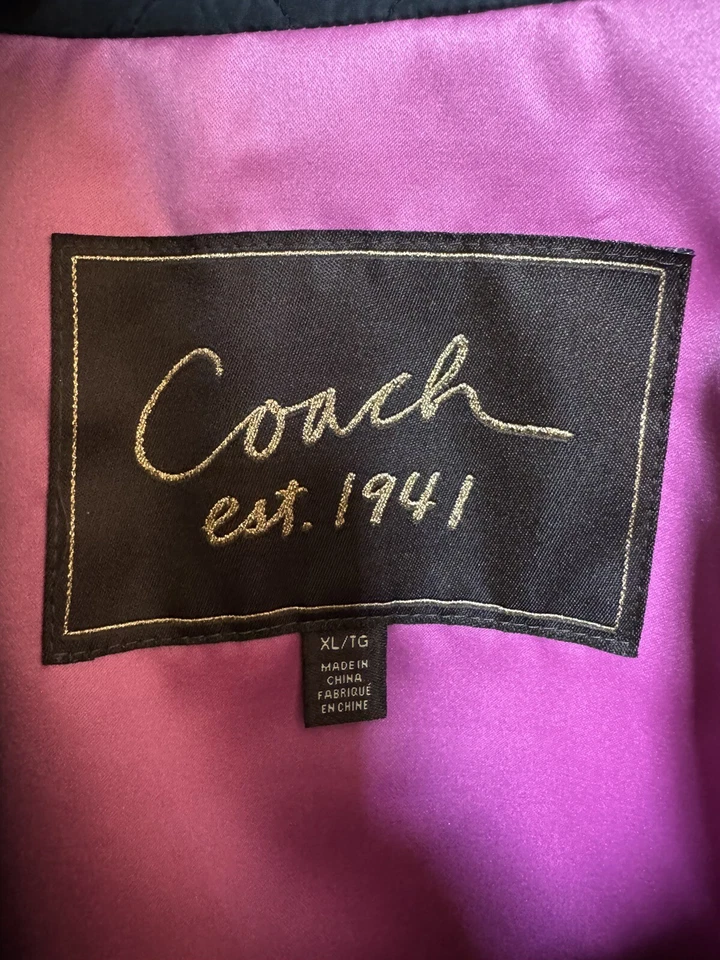 Coach
est. 1941
XL/TG
MADE IN
CHINA
FABRIQUÉ
EN CHINE